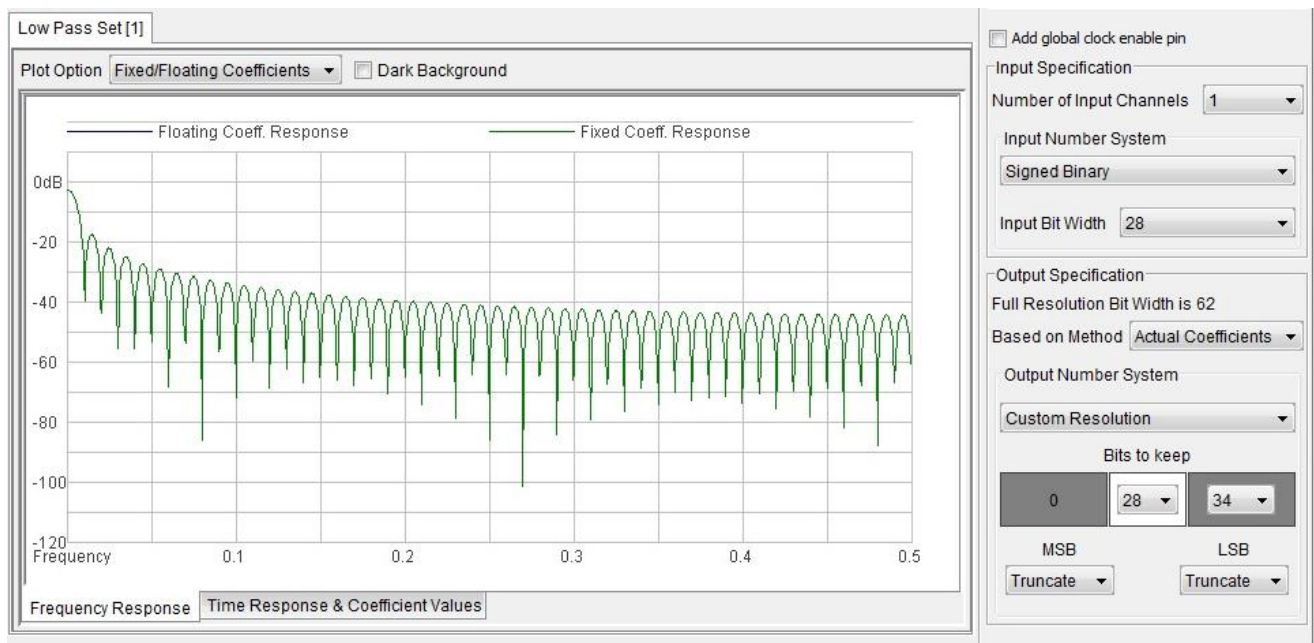 Low Pass Set [1]
Plot Option Fixed/Floating Coefficients Dark Background
Floating Coeff. Response Fixed Coeff. Response
0dB
-20
-40
-60
-80
-100
-120
Frequency 0.1 0.2 0.3 0.4 0.5
Frequency Response Time Response & Coefficient Values
Add global clock enable pin
Input Specification
Number of Input Channels 1
Input Number System
Signed Binary
Input Bit Width 28
Output Specification
Full Resolution Bit Width is 62
Based on Method Actual Coefficients
Output Number System
Custom Resolution
Bits to keep
0 28 34
MSB LSB
Truncate Truncate